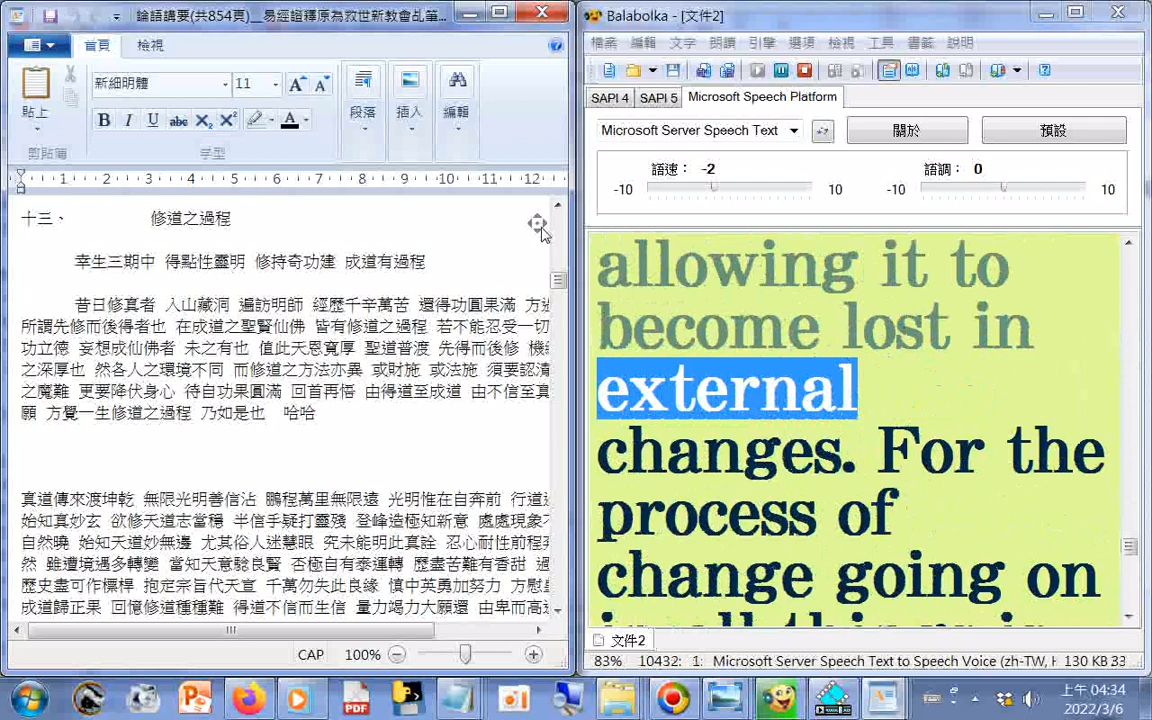 論語講要(共854頁)__易經證釋原為救世新教會乩筆...
首頁 檢視
貼上
剪貼簿
新細明體 11
字型
段落
插入
編輯
1 2 3 4 5 6 7 8 9 10 11 12
十三、 修道之過程
幸生三期中 得點性靈明 修持奇功建 成道有過程
昔日修真者 入山藏洞 遍訪明師 經歷千辛萬苦 還得功圓果滿 方
所謂先修而後得者也 在成道之聖賢仙佛 皆有修道之過程 若不能忍受一切
功立德 妄想成仙佛者 未之有也 值此天恩寬厚 聖道普渡 先得而後修 機
之深厚也 然各人之環境不同 而修道之方法亦異 或財施 或法施 須要認清
之魔難 更要降伏身心 待自功果圓滿 回首再悟 由得道至成道 由不信至真
願 方覺一生修道之過程 乃如是也 哈哈
真道傳來渡坤乾 無限光明善信沾 鵬程萬里無限遠 光明惟在自奔前 行道
始知真妙玄 欲修天道志當穩 半信乎疑打靈殘 登峰造極知新意 處處現象
自然曉 始知天道妙無邊 尤其俗人迷慧眼 究未能明此真詮 忍心耐性前程
然 雖遭境遇多轉變 當知天意騐良賢 否極自有泰運轉 歷盡苦難有香甜 過
歷史盡可作標桿 抱定宗旨代天宣 千萬勿失此良緣 慎中英勇加努力 方慰
成道歸正果 回憶修道種種難 得道不信而生信 量力竭力大願還 由卑而高
CAP 100%
Balabolka - [文件2]
檔案 編輯 文字 朗讀 引擎 選項 檢視 工具 書籤 說明
SAPI 4 SAPI 5 Microsoft Speech Platform
Microsoft Server Speech Text 關於 預設
語速： -2 語調： 0
-10 10 -10 10
allowing it to
become lost in
external
changes. For the
process of
change going on
文件2
83% 10432: 1: Microsoft Server Speech Text to Speech Voice (zh-TW, H 130 KB 33
上午 04:34
2022/3/6